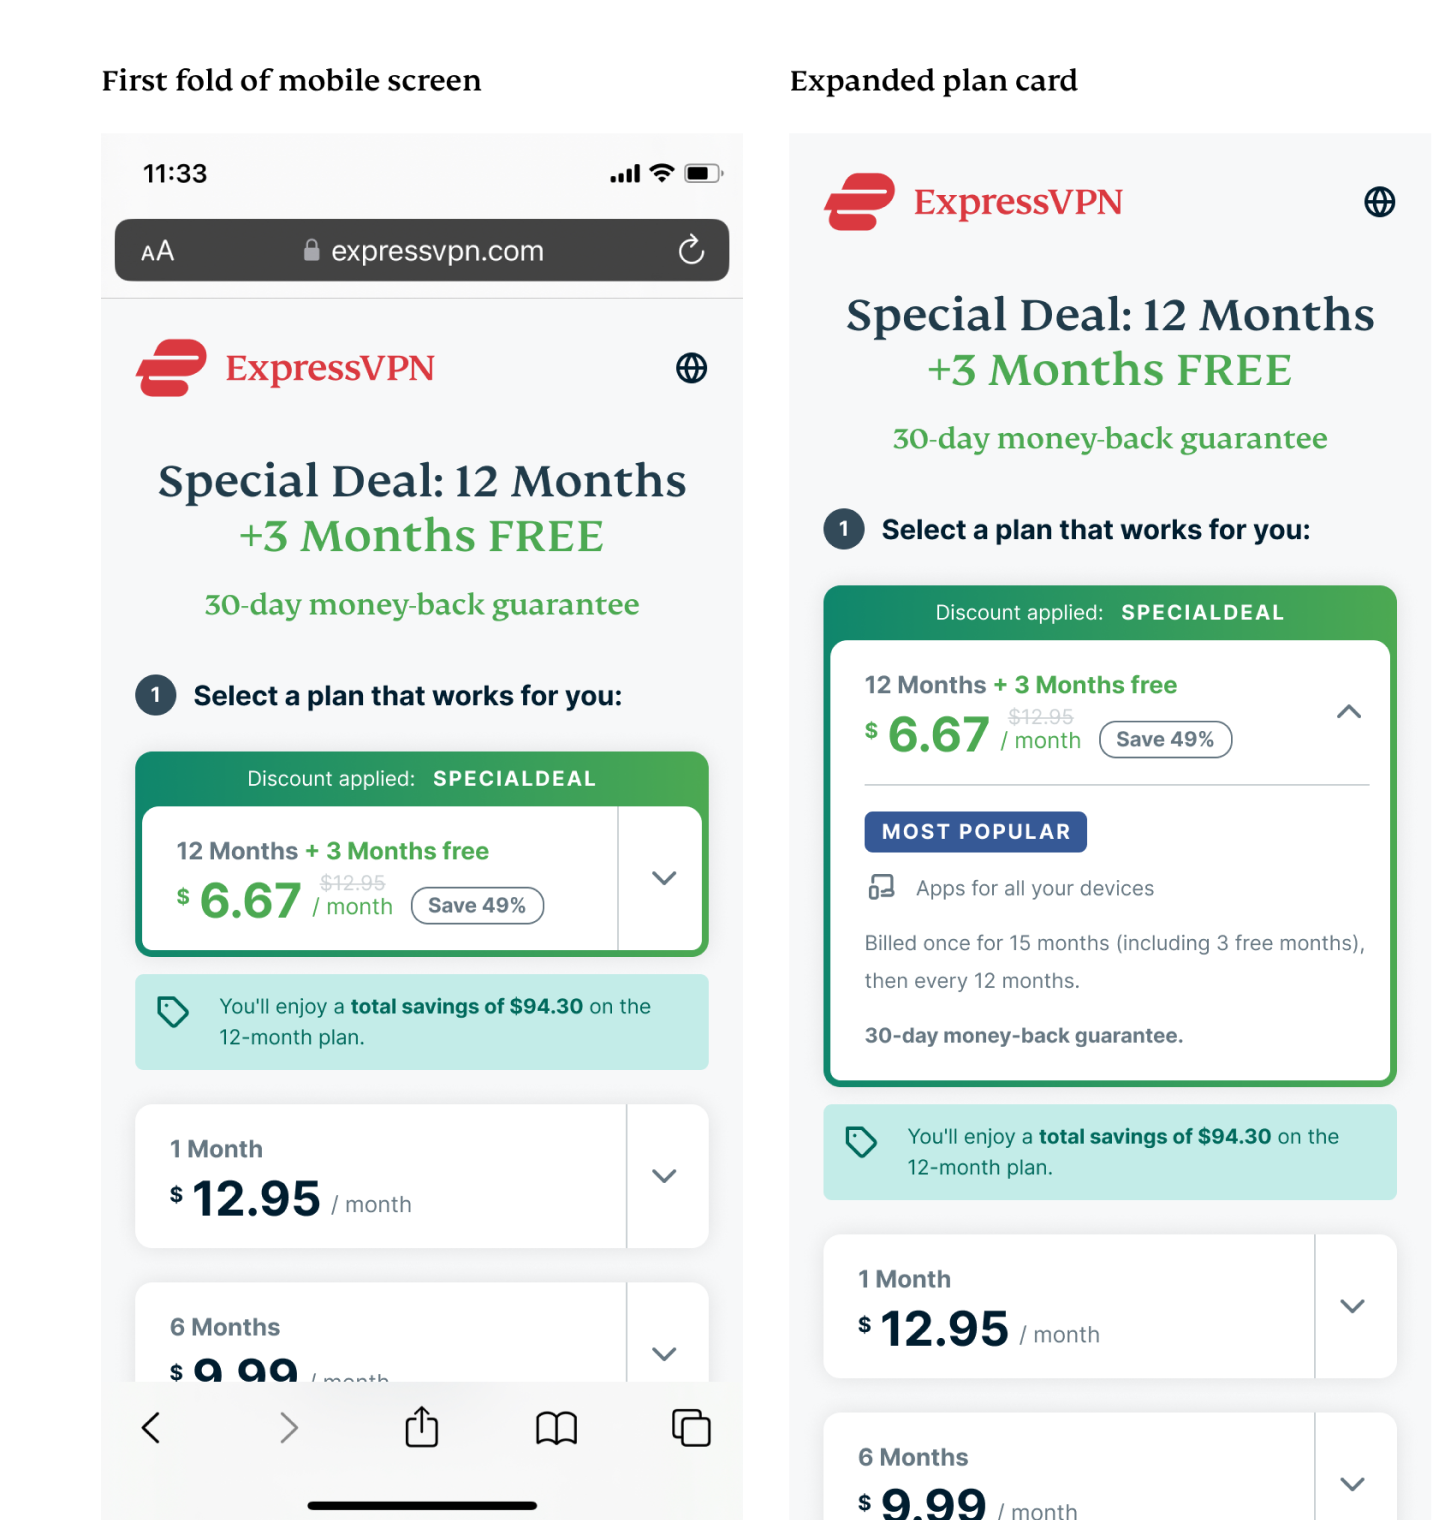 First fold of mobile screen
11:33
AA expressvpn.com
ExpressVPN
Special Deal: 12 Months
+3 Months FREE
30-day money-back guarantee
1 Select a plan that works for you:
Discount applied: SPECIALDEAL
12 Months + 3 Months free
$ 6.67 $12.95 / month Save 49%
You'll enjoy a total savings of $94.30 on the
12-month plan.
1 Month
$ 12.95 / month
6 Months
$ 9.99 / month
Expanded plan card
ExpressVPN
Special Deal: 12 Months
+3 Months FREE
30-day money-back guarantee
1 Select a plan that works for you:
Discount applied: SPECIALDEAL
12 Months + 3 Months free
$ 6.67 $12.95 / month Save 49%
MOST POPULAR
Apps for all your devices
Billed once for 15 months (including 3 free months),
then every 12 months.
30-day money-back guarantee.
You'll enjoy a total savings of $94.30 on the
12-month plan.
1 Month
$ 12.95 / month
6 Months
$ 9.99 / month